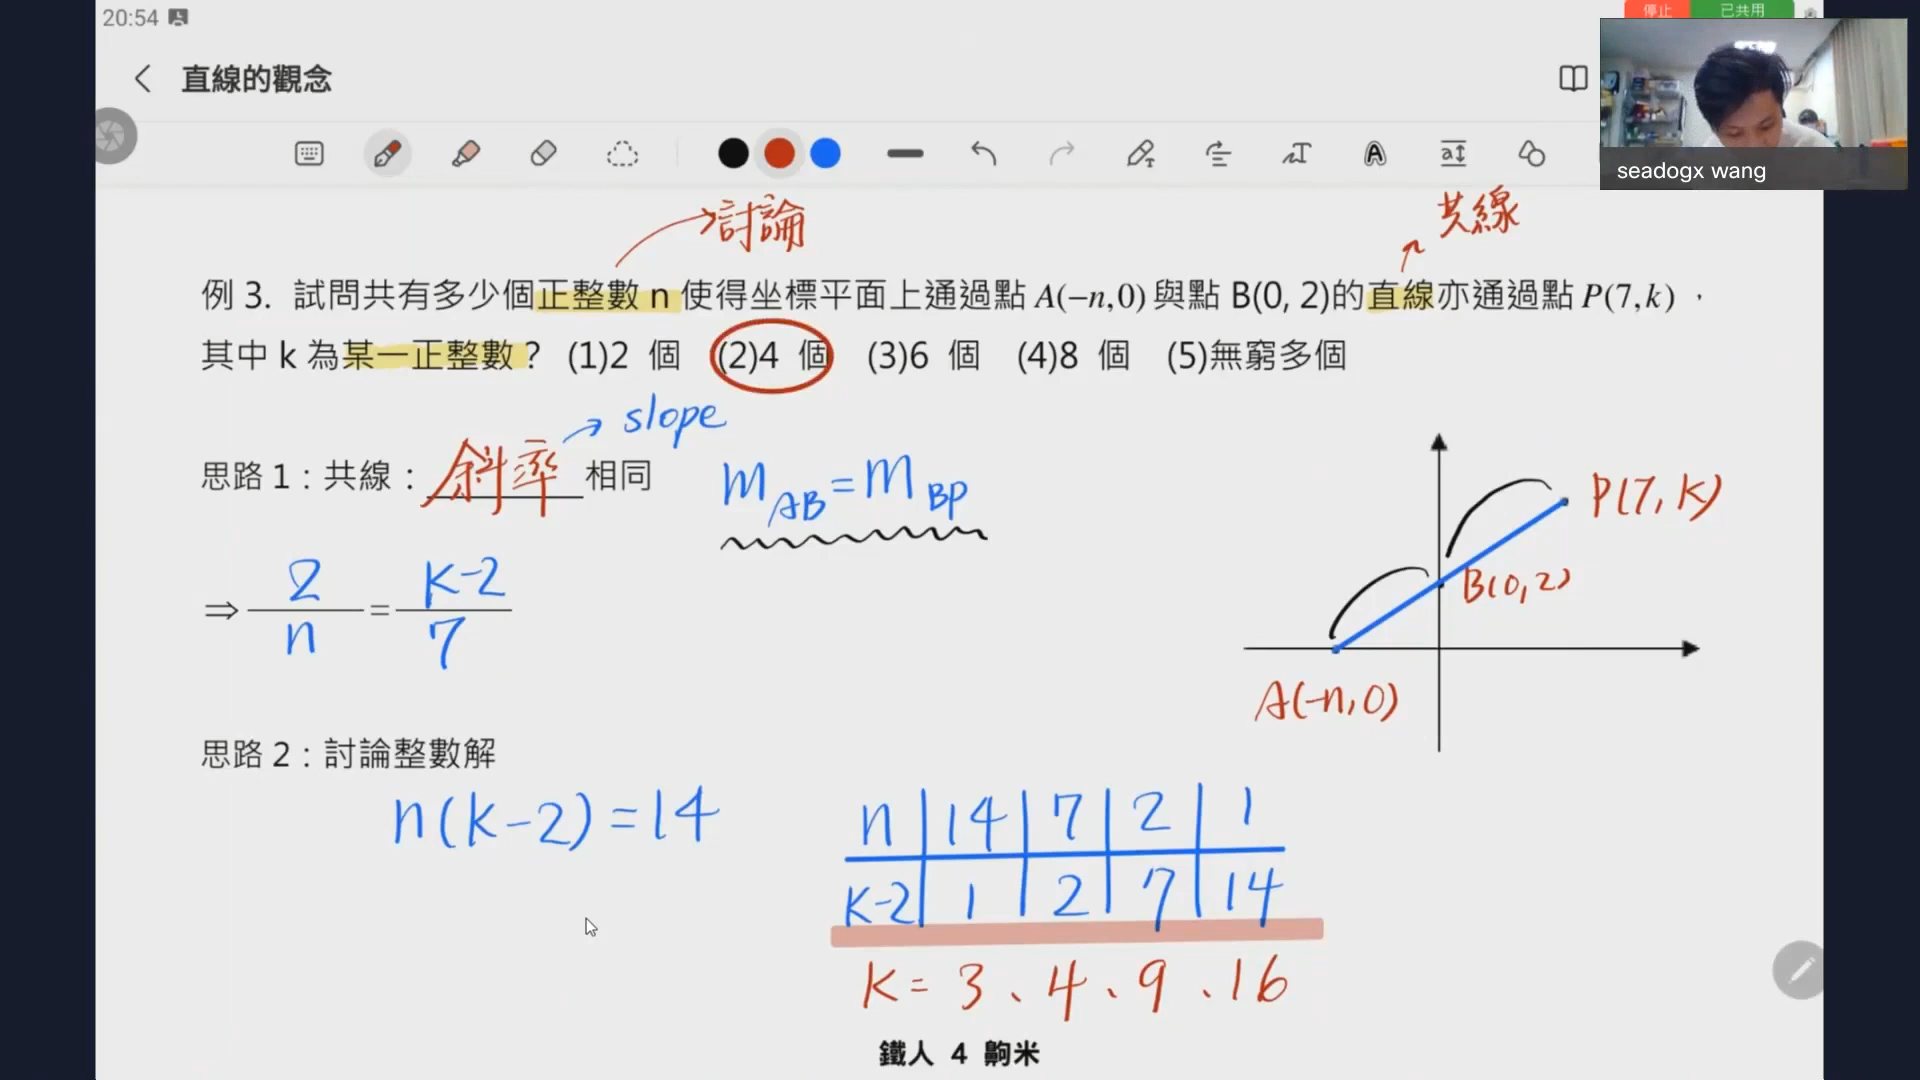 20:54
停止 已共用
直線的觀念
seadogx wang
討論
共線
例 3. 試問共有多少個正整數 n 使得坐標平面上通過點 A(−n,0) 與點 B(0, 2)的直線亦通過點 P(7,k) ，
其中 k 為某一正整數？ (1)2 個 (2)4 個 (3)6 個 (4)8 個 (5)無窮多個
slope
思路 1：共線：斜率相同 m_AB = m_BP
P(7, k)
⇒ 2/n = k-2/7
B(0, 2)
A(-n, 0)
思路 2：討論整數解
n(k-2)=14
n | 14 | 7 | 2 | 1
k-2 | 1 | 2 | 7 | 14
k = 3、4、9、16
鐵人 4 齁米